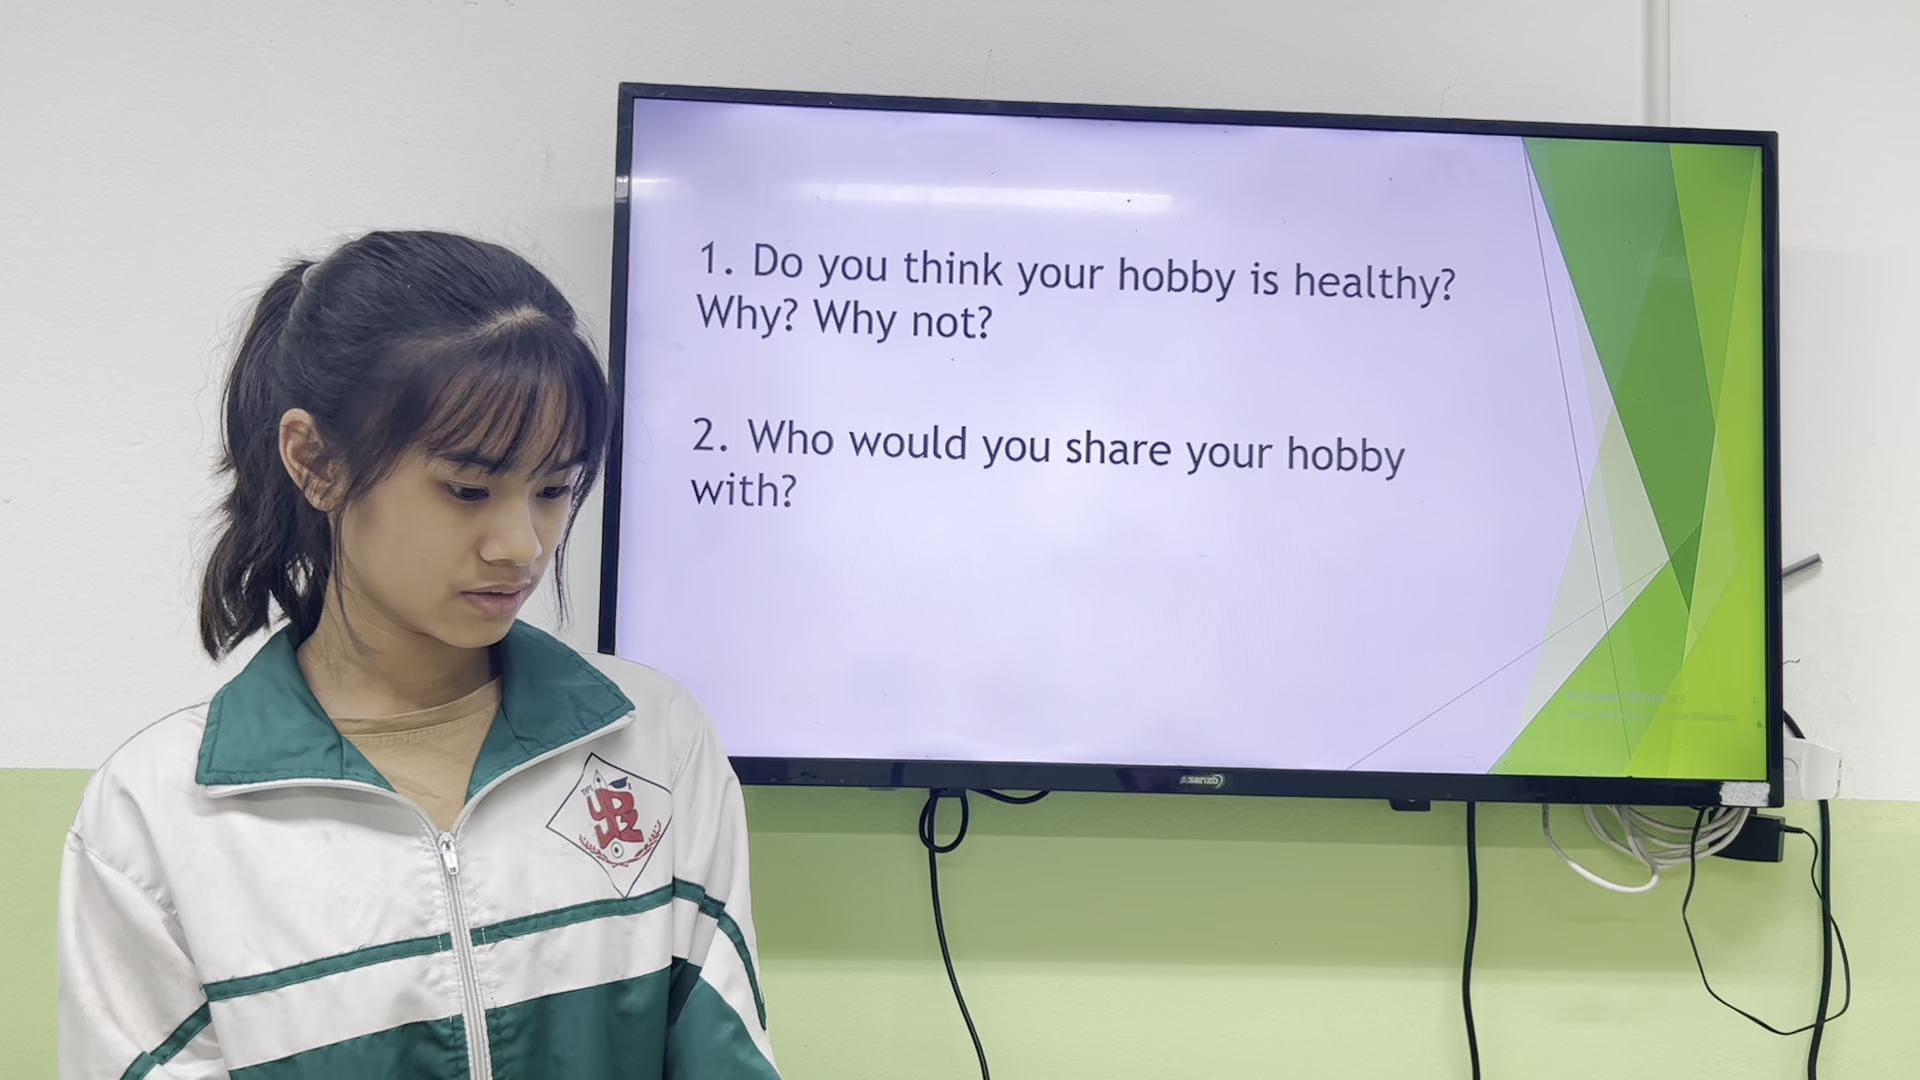 1. Do you think your hobby is healthy?
Why? Why not?
2. Who would you share your hobby
with?